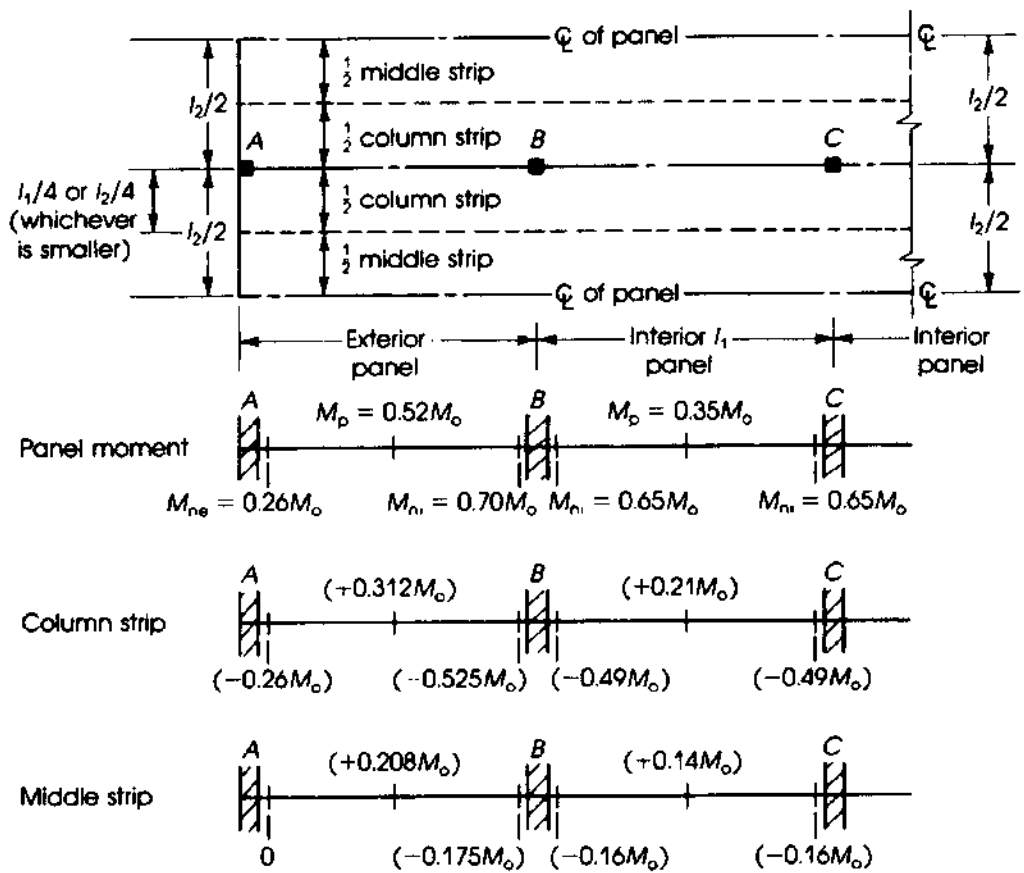 ℄ of panel ℄
½ middle strip
l₂/2 l₂/2
A ½ column strip B C
l₁/4 or l₂/4
(whichever
is smaller)
½ column strip
l₂/2 l₂/2
½ middle strip
℄ of panel ℄
Exterior
panel
Interior l₁
panel
Interior
panel
A B C
Mₚ = 0.52Mₒ Mₚ = 0.35Mₒ
Panel moment
Mₙₑ = 0.26Mₒ Mₙᵢ = 0.70Mₒ Mₙᵢ = 0.65Mₒ Mₙᵢ = 0.65Mₒ
A B C
(+0.312Mₒ) (+0.21Mₒ)
Column strip
(−0.26Mₒ) (−0.525Mₒ) (−0.49Mₒ) (−0.49Mₒ)
A B C
(+0.208Mₒ) (+0.14Mₒ)
Middle strip
0 (−0.175Mₒ) (−0.16Mₒ) (−0.16Mₒ)